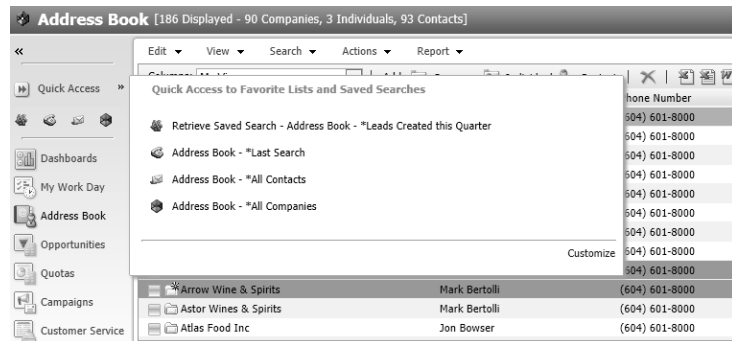 Address Book [186 Displayed - 90 Companies, 3 Individuals, 93 Contacts]
«
Edit View Search Actions Report
Quick Access »
Quick Access to Favorite Lists and Saved Searches
hone Number
Retrieve Saved Search - Address Book - *Leads Created this Quarter
604) 601-8000
Address Book - *Last Search
604) 601-8000
Address Book - *All Contacts
604) 601-8000
Address Book - *All Companies
604) 601-8000
604) 601-8000
604) 601-8000
604) 601-8000
604) 601-8000
Customize
604) 601-8000
Dashboards
My Work Day
Address Book
Opportunities
Quotas
Campaigns
Customer Service
Arrow Wine & Spirits Mark Bertolli (604) 601-8000
Astor Wines & Spirits Mark Bertolli (604) 601-8000
Atlas Food Inc Jon Bowser (604) 601-8000